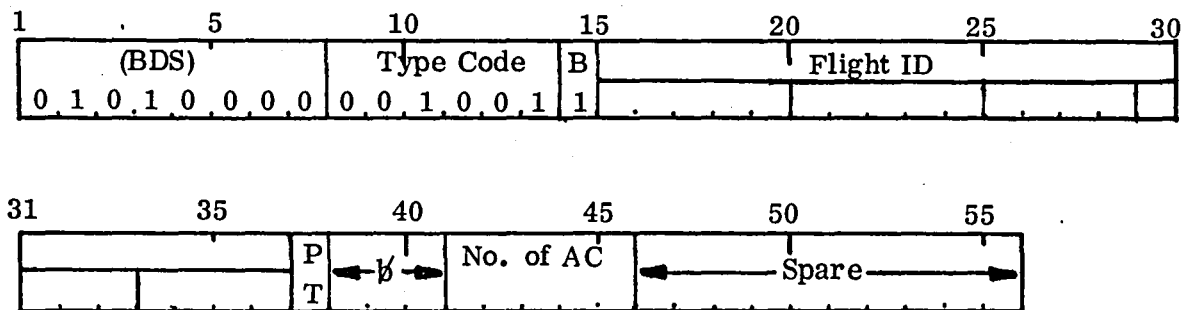 1 5 10 15 20 25 30
(BDS) Type Code B Flight ID
0 1 0 1 0 0 0 0 0 0 1 0 0 1 1
31 35 40 45 50 55
P No. of AC
ƀ Spare
T